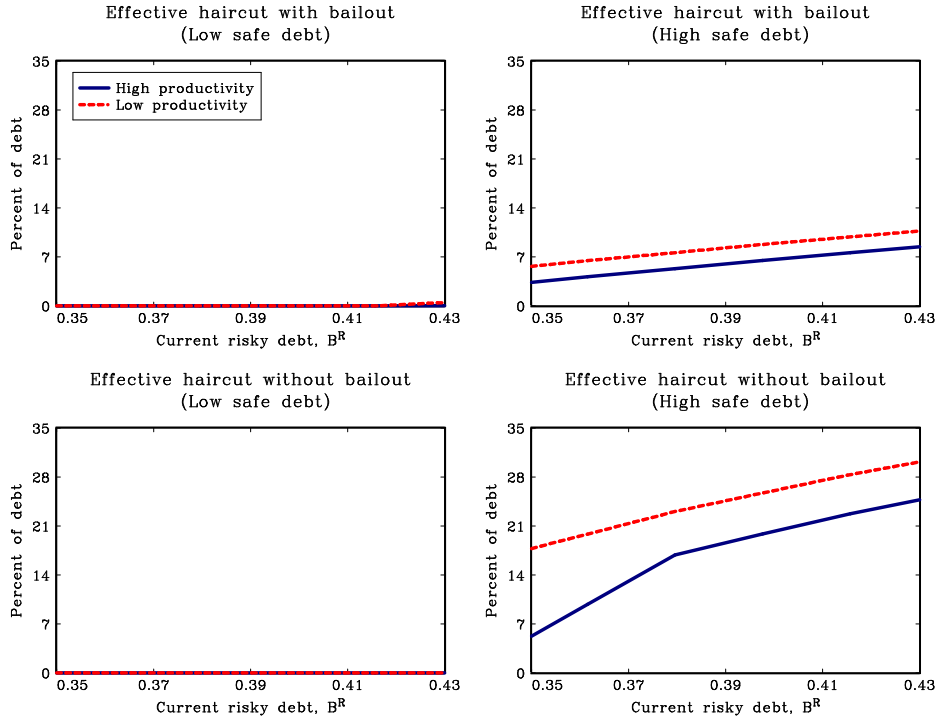 Effective haircut with bailout
(Low safe debt)
35
28
21
14
7
0
Percent of debt
High productivity
Low productivity
0.35 0.37 0.39 0.41 0.43
Current risky debt, B^R
Effective haircut with bailout
(High safe debt)
35
28
21
14
7
0
Percent of debt
0.35 0.37 0.39 0.41 0.43
Current risky debt, B^R
Effective haircut without bailout
(Low safe debt)
35
28
21
14
7
0
Percent of debt
0.35 0.37 0.39 0.41 0.43
Current risky debt, B^R
Effective haircut without bailout
(High safe debt)
35
28
21
14
7
0
Percent of debt
0.35 0.37 0.39 0.41 0.43
Current risky debt, B^R